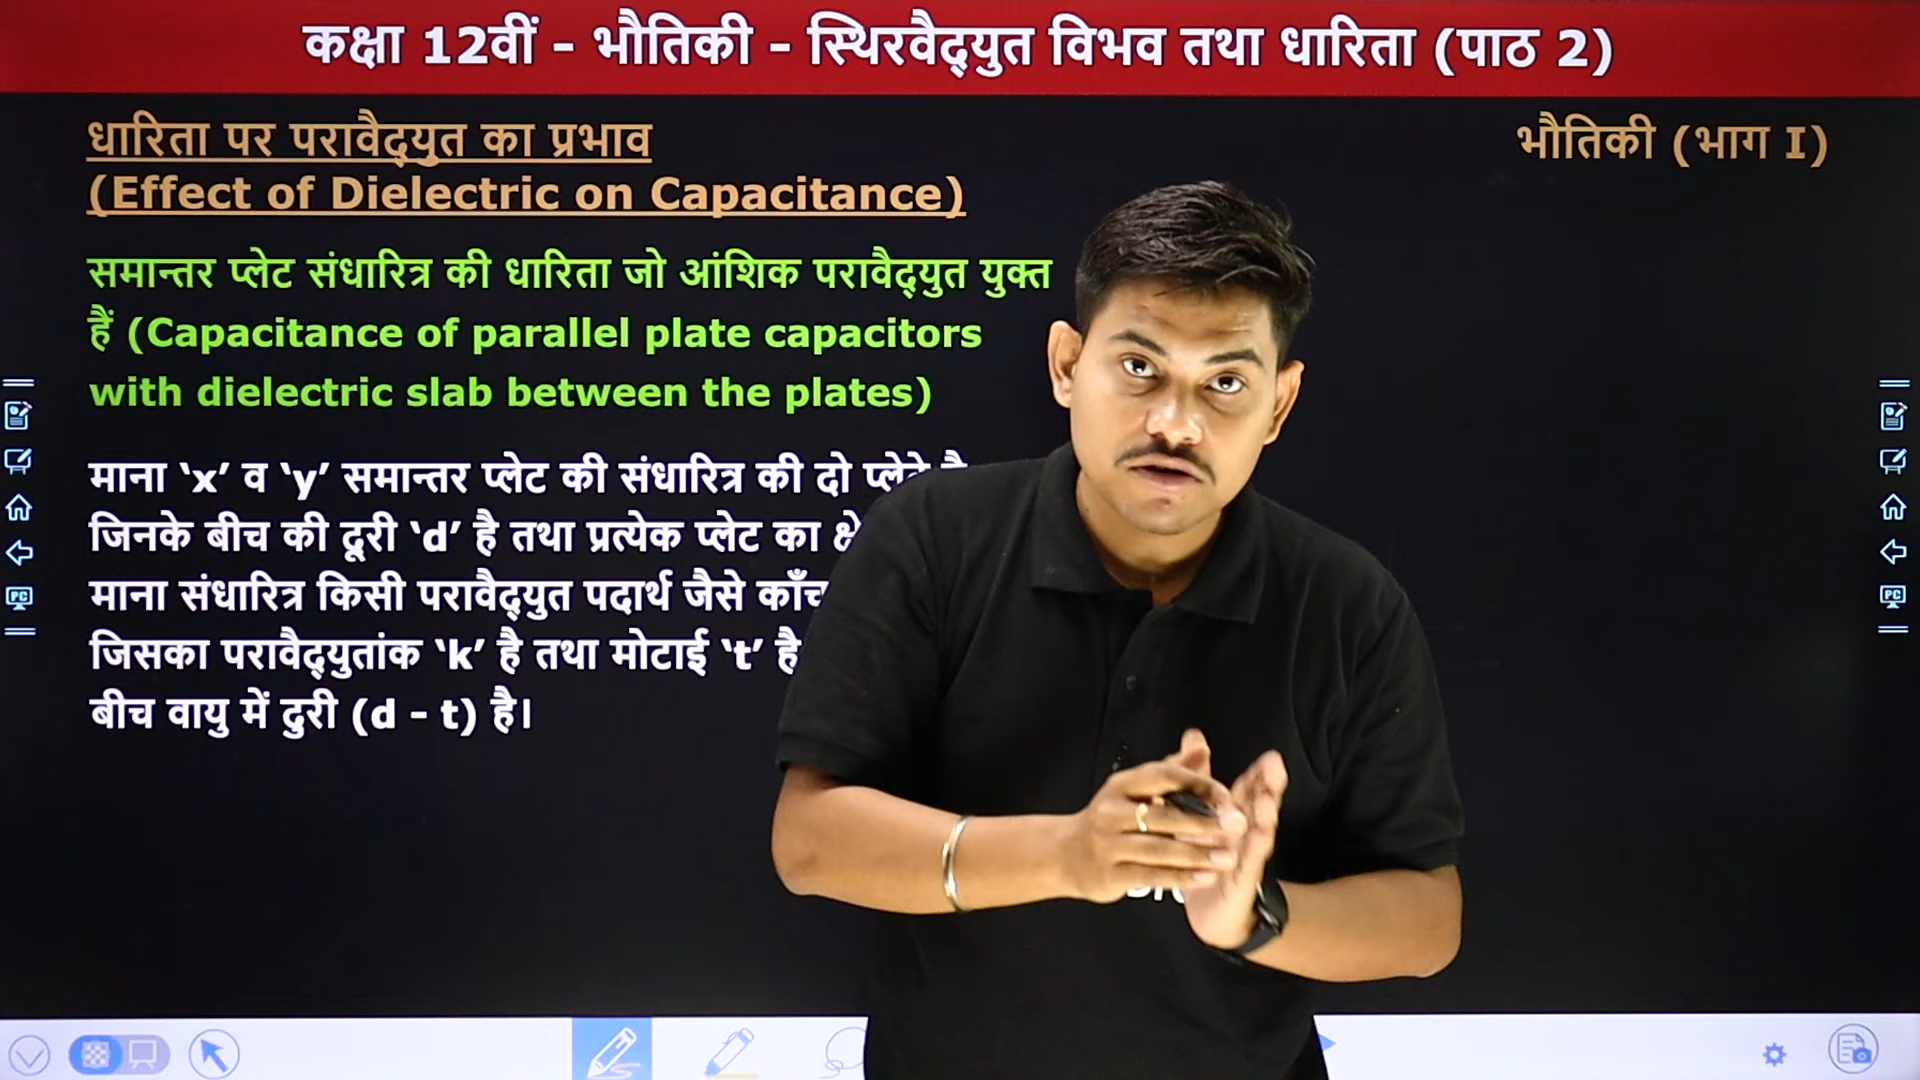 कक्षा 12वीं - भौतिकी - स्थिरवैद्युत विभव तथा धारिता (पाठ 2)
धारिता पर परावैद्युत का प्रभाव
(Effect of Dielectric on Capacitance)
भौतिकी (भाग I)
समान्तर प्लेट संधारित्र की धारिता जो आंशिक परावैद्युत युक्त
हैं (Capacitance of parallel plate capacitors
with dielectric slab between the plates)
माना ‘x’ व ‘y’ समान्तर प्लेट की संधारित्र की दो
जिनके बीच की दूरी ‘d’ है तथा प्रत्येक प्लेट का
माना संधारित्र किसी परावैद्युत पदार्थ जैसे काँच
जिसका परावैद्युतांक ‘k’ है तथा मोटाई ‘t’ है
बीच वायु में दुरी (d - t) है।
PC
PC